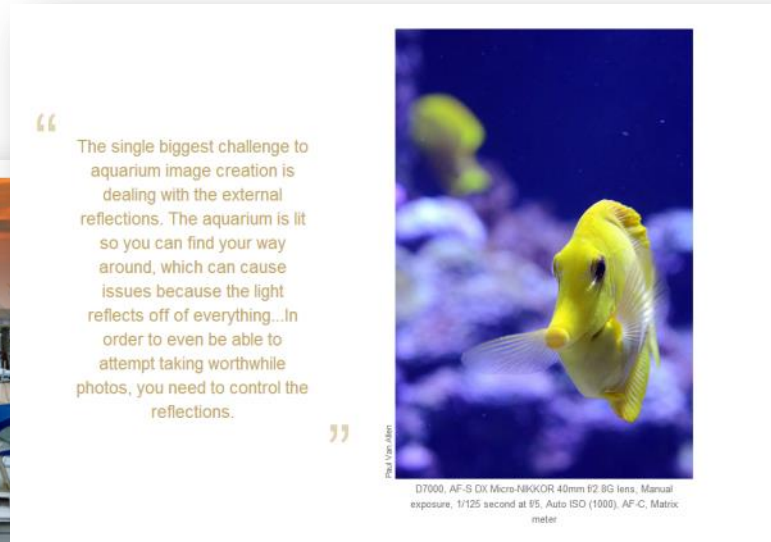 “
The single biggest challenge to
aquarium image creation is
dealing with the external
reflections. The aquarium is lit
so you can find your way
around, which can cause
issues because the light
reflects off of everything...In
order to even be able to
attempt taking worthwhile
photos, you need to control the
reflections.
”
Paul Van Allen
D7000, AF-S DX Micro-NIKKOR 40mm f/2.8G lens, Manual
exposure, 1/125 second at f/5, Auto ISO (1000), AF-C, Matrix
meter